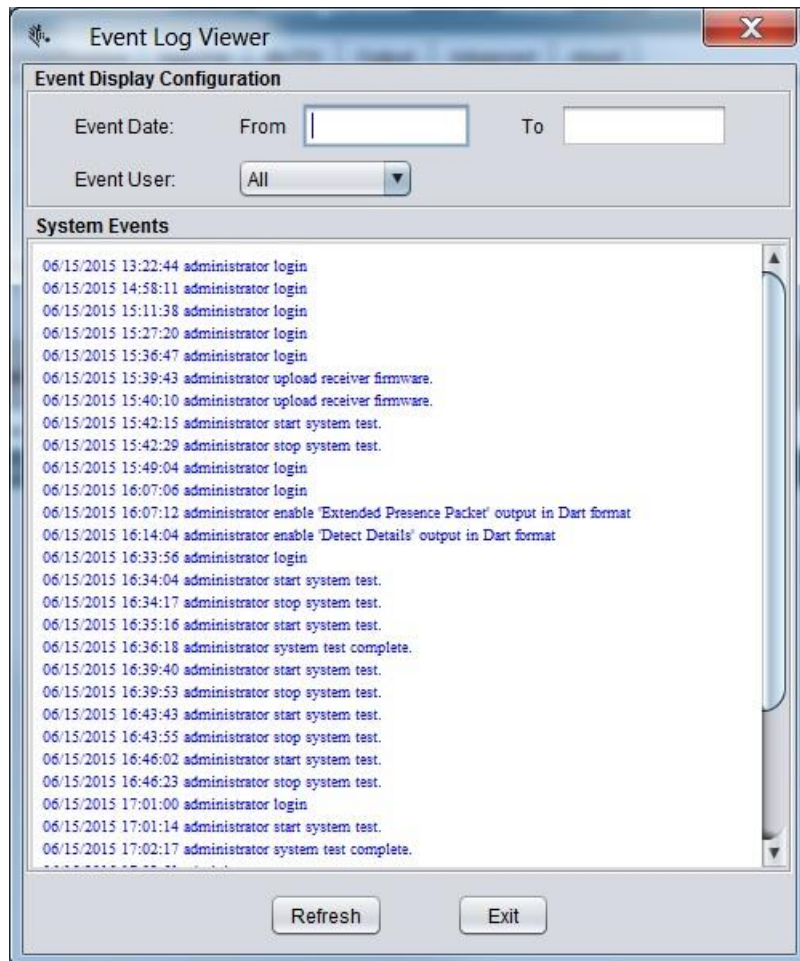 Event Log Viewer
Event Display Configuration
Event Date: From To
Event User: All
System Events
06/15/2015 13:22:44 administrator login
06/15/2015 14:58:11 administrator login
06/15/2015 15:11:38 administrator login
06/15/2015 15:27:20 administrator login
06/15/2015 15:36:47 administrator login
06/15/2015 15:39:43 administrator upload receiver firmware.
06/15/2015 15:40:10 administrator upload receiver firmware.
06/15/2015 15:42:15 administrator start system test.
06/15/2015 15:42:29 administrator stop system test.
06/15/2015 15:49:04 administrator login
06/15/2015 16:07:06 administrator login
06/15/2015 16:07:12 administrator enable 'Extended Presence Packet' output in Dart format
06/15/2015 16:14:04 administrator enable 'Detect Details' output in Dart format
06/15/2015 16:33:56 administrator login
06/15/2015 16:34:04 administrator start system test.
06/15/2015 16:34:17 administrator stop system test.
06/15/2015 16:35:16 administrator start system test.
06/15/2015 16:36:18 administrator system test complete.
06/15/2015 16:39:40 administrator start system test.
06/15/2015 16:39:53 administrator stop system test.
06/15/2015 16:43:43 administrator start system test.
06/15/2015 16:43:55 administrator stop system test.
06/15/2015 16:46:02 administrator start system test.
06/15/2015 16:46:23 administrator stop system test.
06/15/2015 17:01:00 administrator login
06/15/2015 17:01:14 administrator start system test.
06/15/2015 17:02:17 administrator system test complete.
Refresh Exit